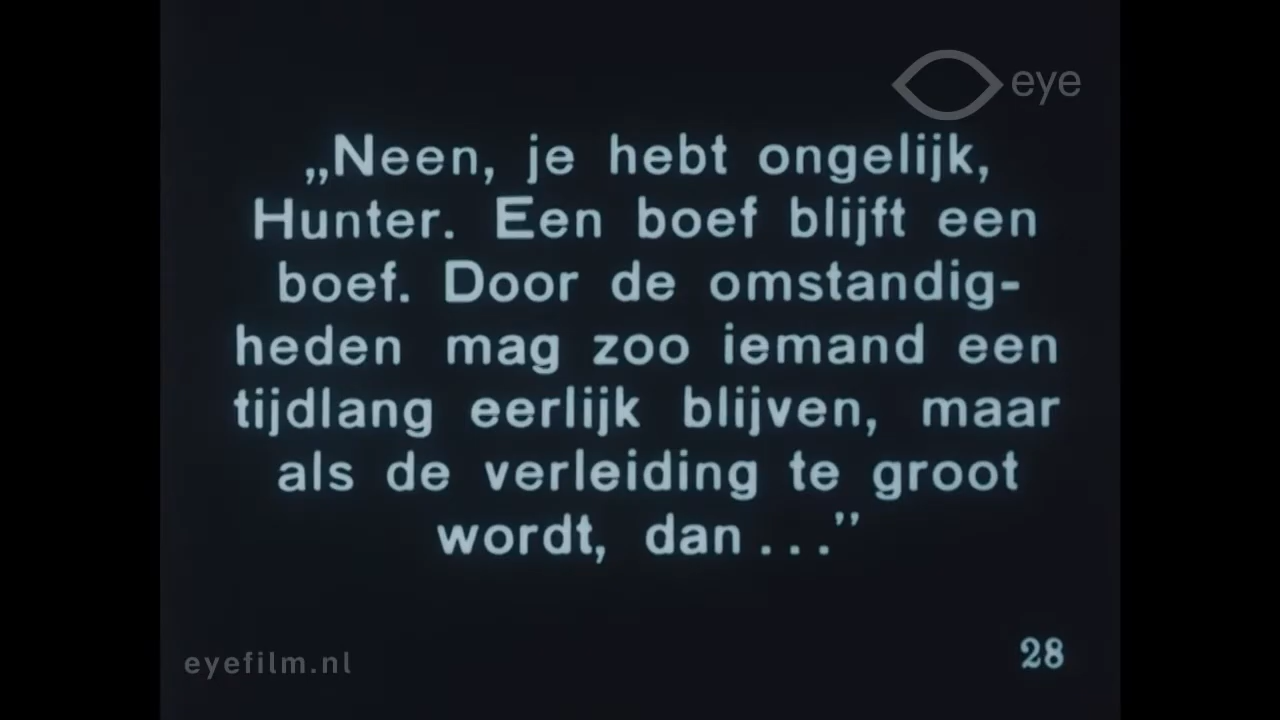 eye
„Neen, je hebt ongelijk,
Hunter. Een boef blijft een
boef. Door de omstandig-
heden mag zoo iemand een
tijdlang eerlijk blijven, maar
als de verleiding te groot
wordt, dan . . .”
eyefilm.nl
28